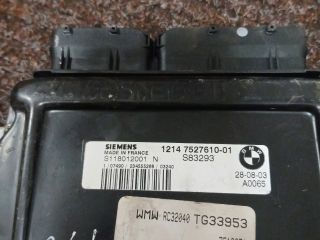 SIEMENS
MADE IN FRANCE
1214 7527610-01
S118012001 N
S83293
28-08-03
A0065
WMW RC32040 TG33953